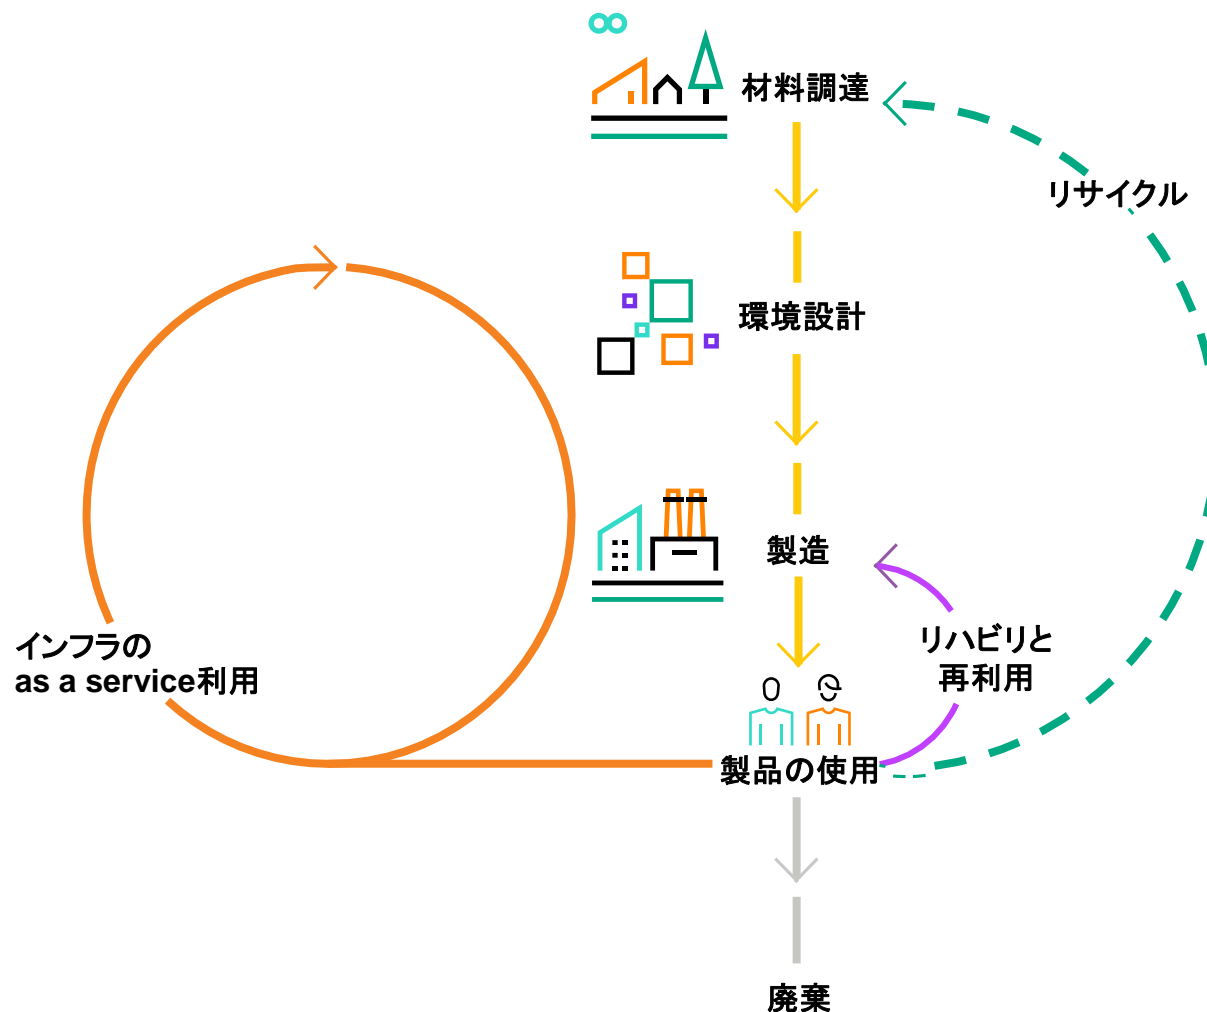 材料調達
リサイクル
環境設計
製造
リハビリと
再利用
インフラの
as a service利用
製品の使用
廃棄